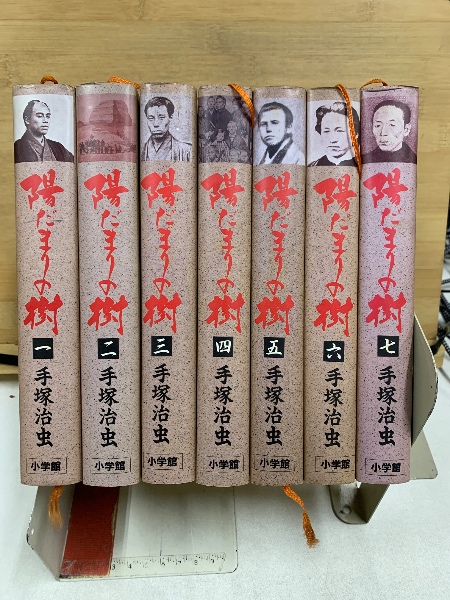 陽だまりの樹
一
手塚治虫
小学館
陽だまりの樹
二
手塚治虫
小学館
陽だまりの樹
三
手塚治虫
小学館
陽だまりの樹
四
手塚治虫
小学館
陽だまりの樹
五
手塚治虫
小学館
陽だまりの樹
六
手塚治虫
小学館
陽だまりの樹
七
手塚治虫
小学館